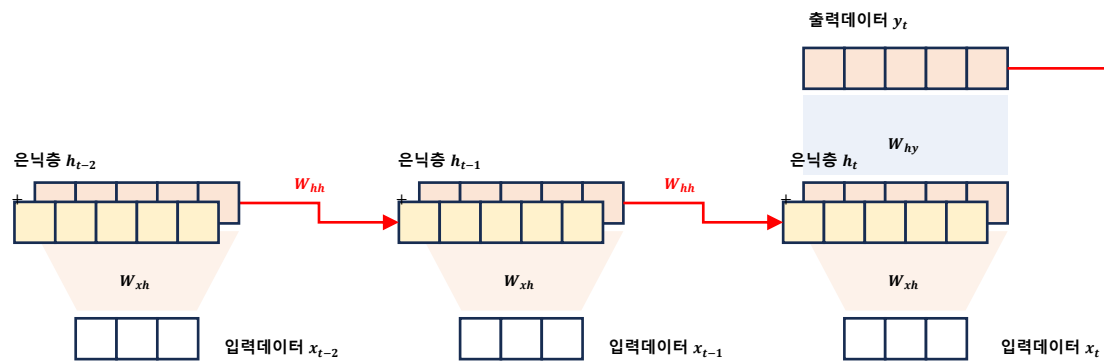 출력데이터 y_t
W_hy
은닉층 h_{t−2}
은닉층 h_{t−1}
은닉층 h_t
+
W_hh
+
W_hh
+
W_xh
W_xh
W_xh
입력데이터 x_{t−2}
입력데이터 x_{t−1}
입력데이터 x_t